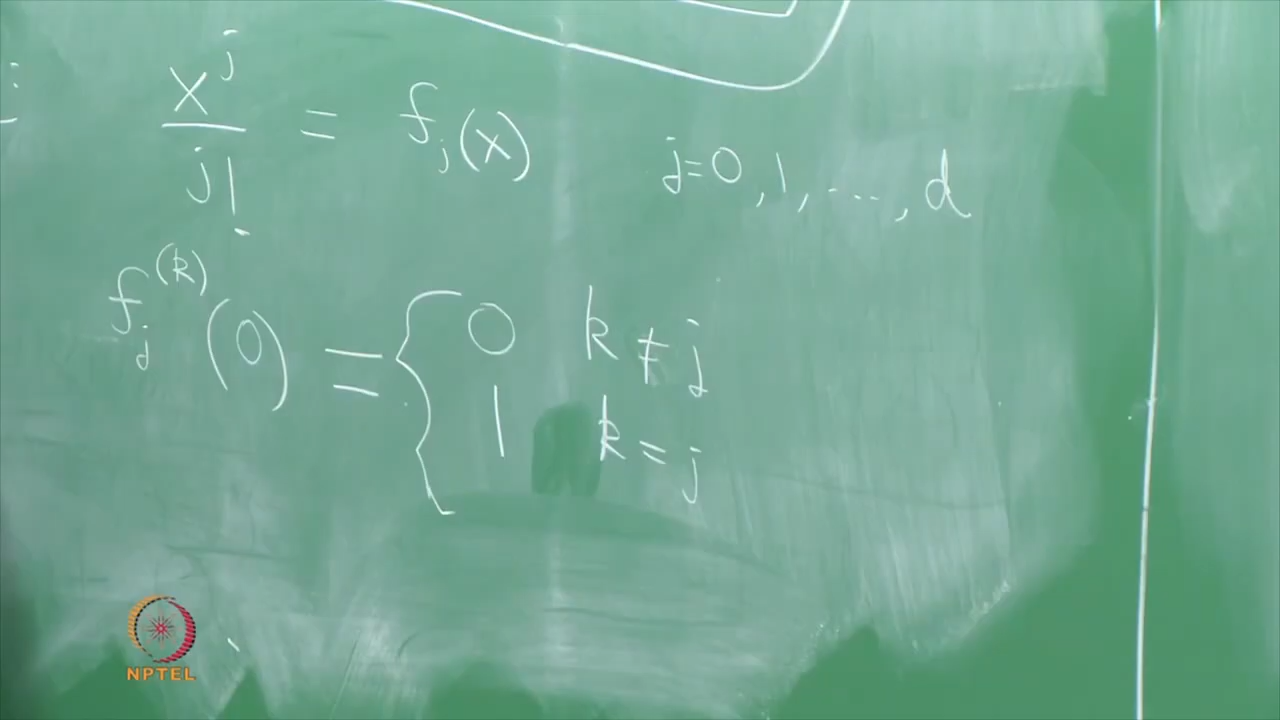 x^j / j! = f_j(x) j=0,1,...,d
f_j^(k)(0) = { 0 k ≠ j
1 k = j
NPTEL